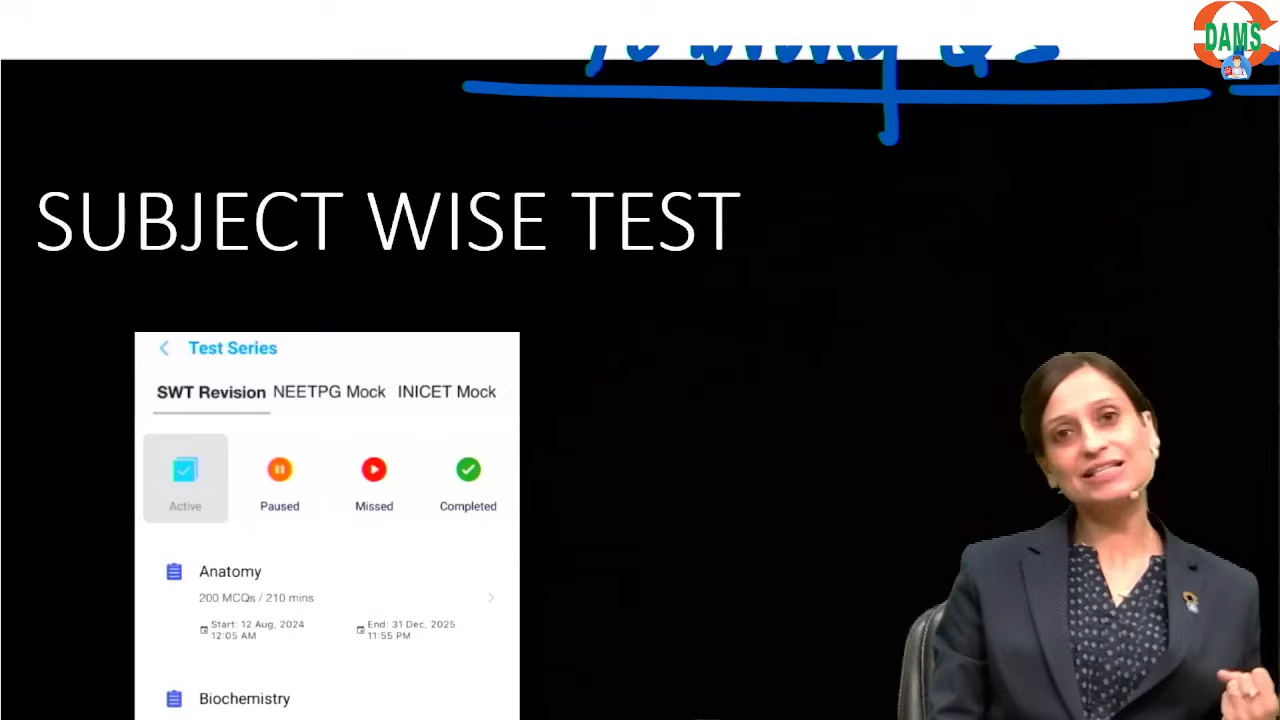 DAMS
SUBJECT WISE TEST
Test Series
SWT Revision NEETPG Mock INICET Mock
Active Paused Missed Completed
Anatomy
200 MCQs / 210 mins
Start: 12 Aug, 2024 End: 31 Dec, 2025
12:05 AM 11:55 PM
Biochemistry